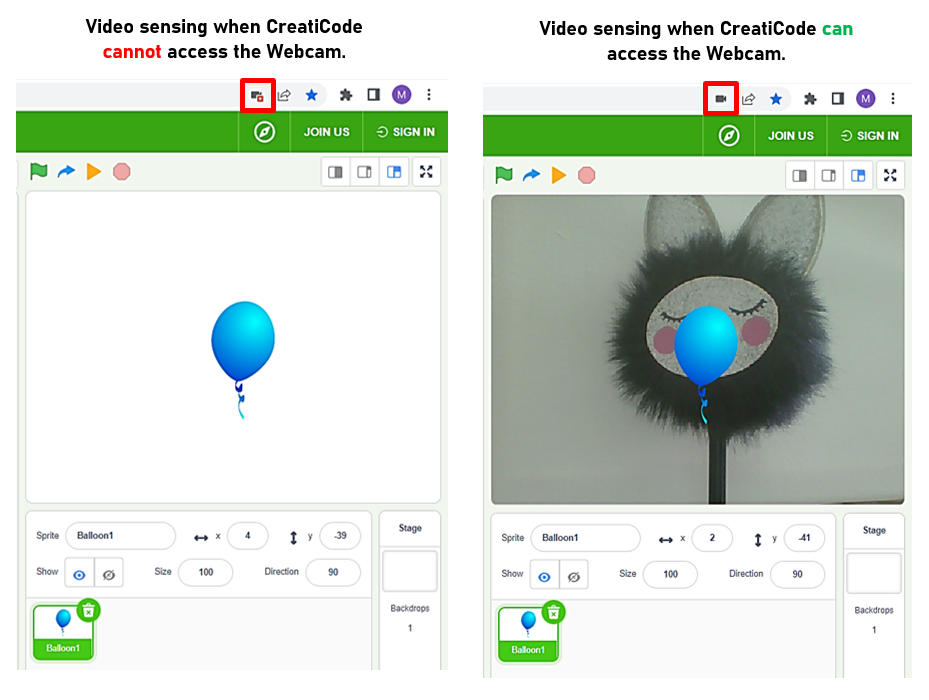 Video sensing when CreatiCode
cannot access the Webcam.
M
JOIN US
SIGN IN
Sprite
Balloon1
x
4
y
-39
Show
Size
100
Direction
90
Stage
Backdrops
1
Balloon1
Video sensing when CreatiCode can
access the Webcam.
M
JOIN US
SIGN IN
Sprite
Balloon1
x
2
y
-41
Show
Size
100
Direction
90
Stage
Backdrops
1
Balloon1